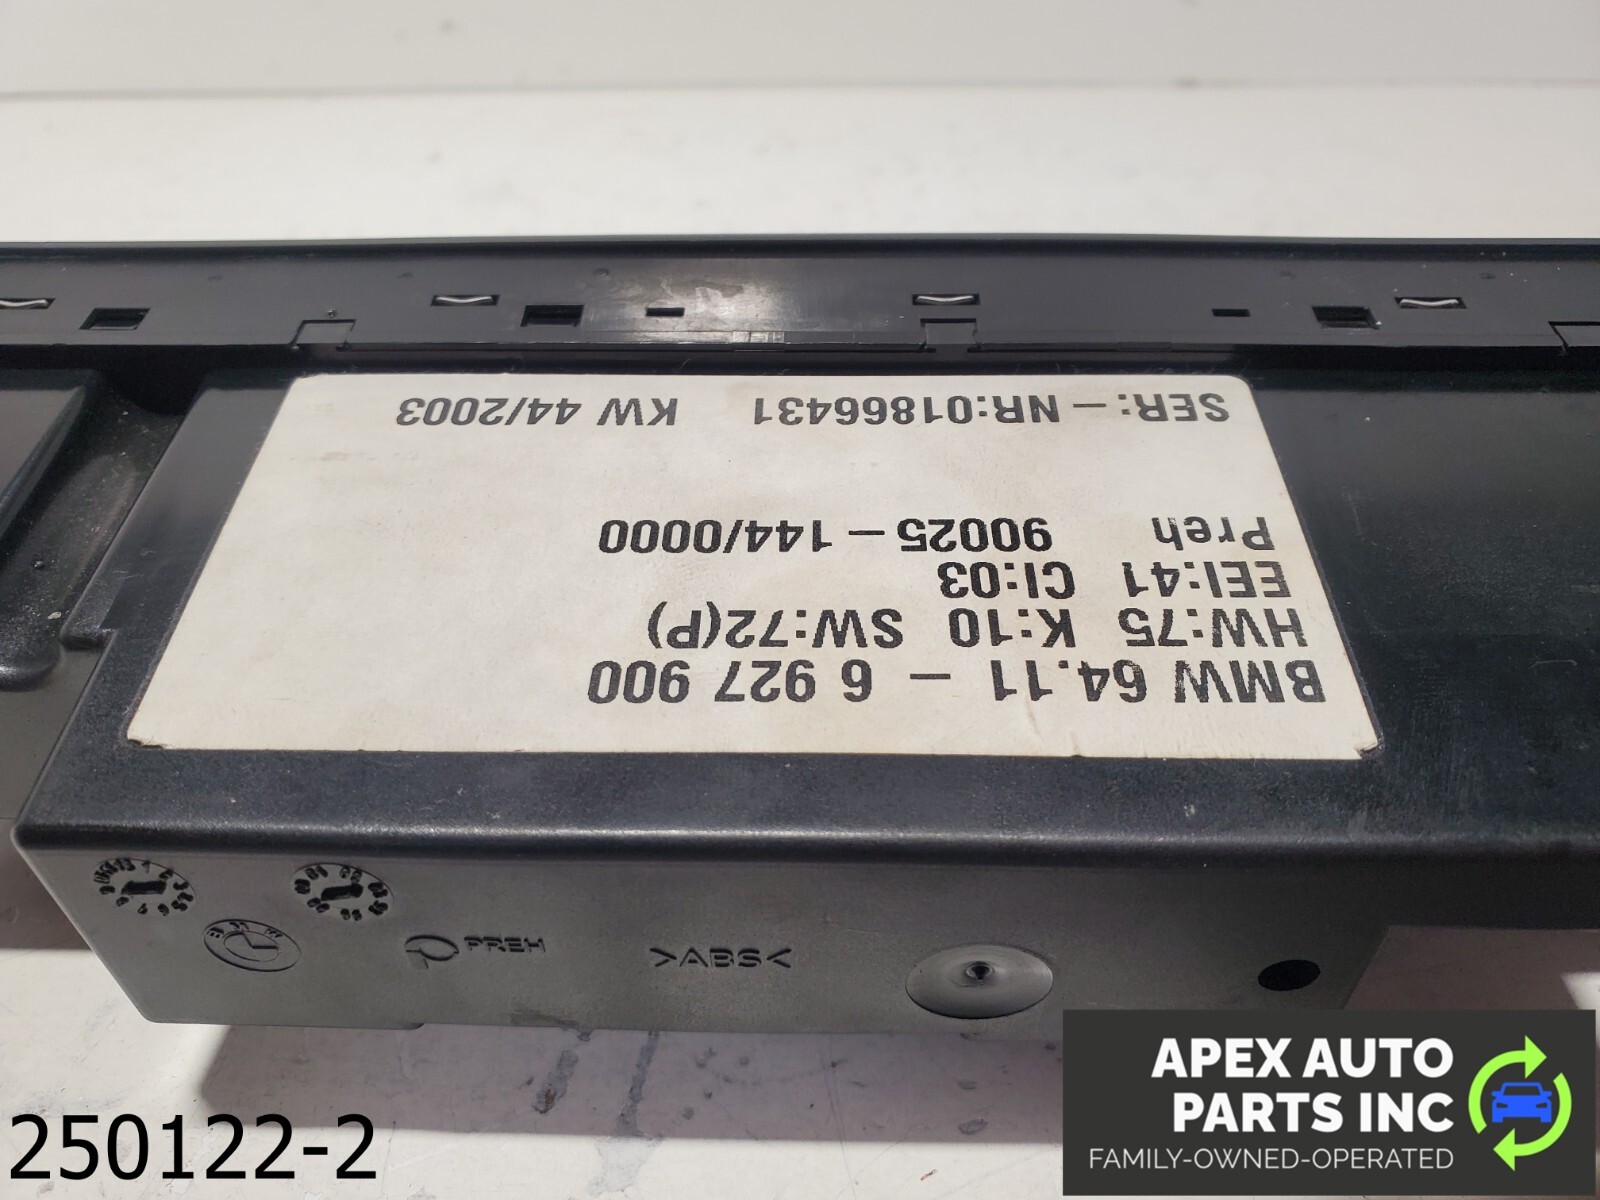 BMW 64.11 - 6 927 900
HW:75 K:10 SW:72(P)
EEI:41 CI:03
Preh 90025-144/0000
SER:-NR:01866431 KW 44/2003
BMW
PREH
>ABS<
250122-2
APEX AUTO
PARTS INC
FAMILY-OWNED-OPERATED